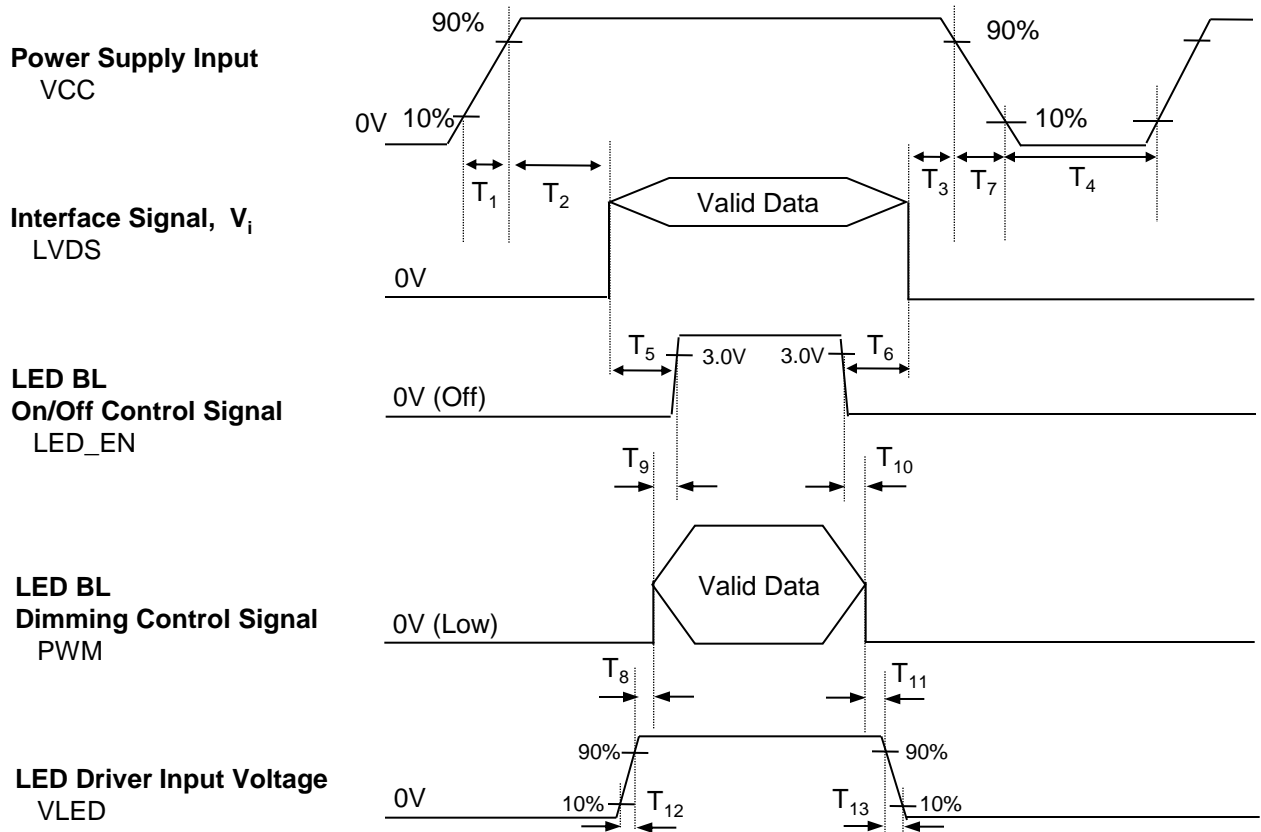 90%
90%
Power Supply Input
VCC
0V
10%
10%
T1
T2
T3
T7
T4
Interface Signal, Vi
LVDS
Valid Data
0V
T5
3.0V
3.0V
T6
LED BL
On/Off Control Signal
LED_EN
0V (Off)
T9
T10
LED BL
Dimming Control Signal
PWM
Valid Data
0V (Low)
T8
T11
90%
90%
LED Driver Input Voltage
VLED
0V
10%
T12
T13
10%